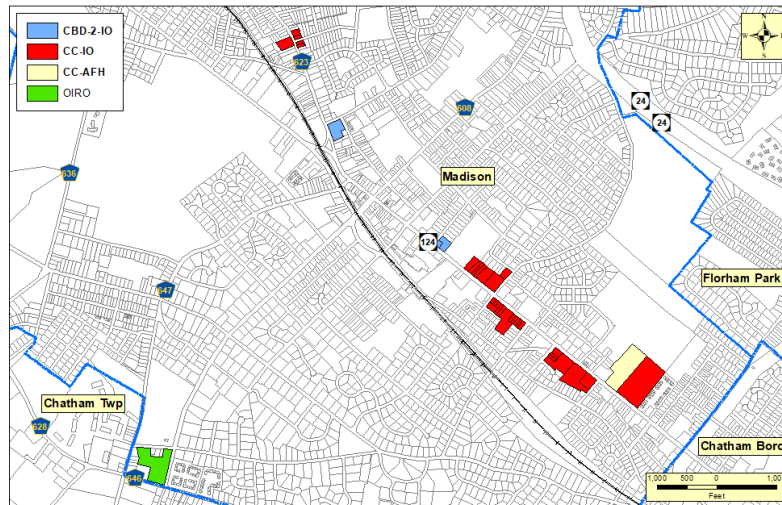 CBD-2-IO
CC-IO
CC-AFH
OIRO
623
N
W
S
608
24
24
636
Madison
124
Florham Park
647
Chatham Twp
628
646
Chatham Boro
1,000 500 0 1,00
Feet